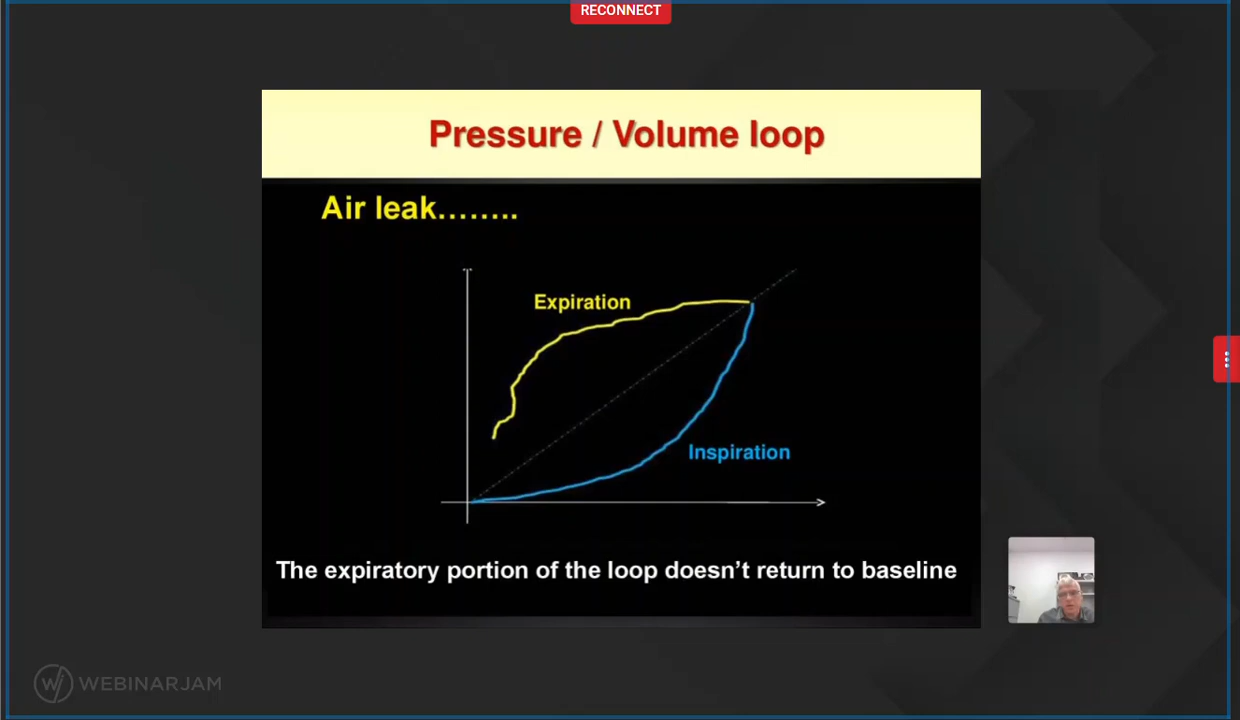 RECONNECT
Pressure / Volume loop
Air leak……..
Expiration
Inspiration
The expiratory portion of the loop doesn’t return to baseline
WEBINARJAM